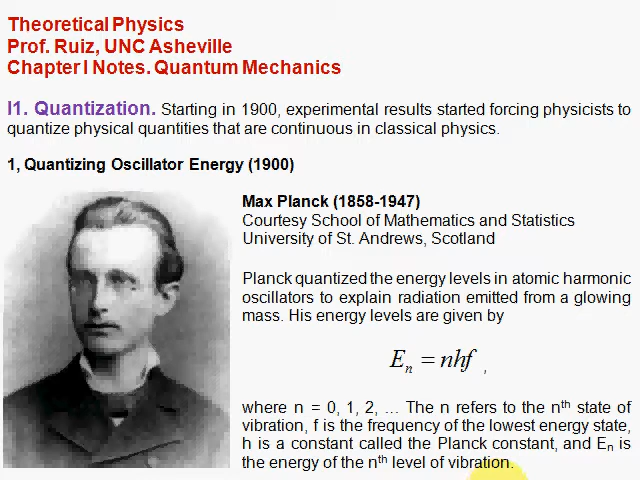 Theoretical Physics
Prof. Ruiz, UNC Asheville
Chapter I Notes. Quantum Mechanics
I1. Quantization. Starting in 1900, experimental results started forcing physicists to
quantize physical quantities that are continuous in classical physics.
1, Quantizing Oscillator Energy (1900)
Max Planck (1858-1947)
Courtesy School of Mathematics and Statistics
University of St. Andrews, Scotland
Planck quantized the energy levels in atomic harmonic
oscillators to explain radiation emitted from a glowing
mass. His energy levels are given by
Eₙ = nhf ,
where n = 0, 1, 2, … The n refers to the nᵗʰ state of
vibration, f is the frequency of the lowest energy state,
h is a constant called the Planck constant, and Eₙ is
the energy of the nᵗʰ level of vibration.